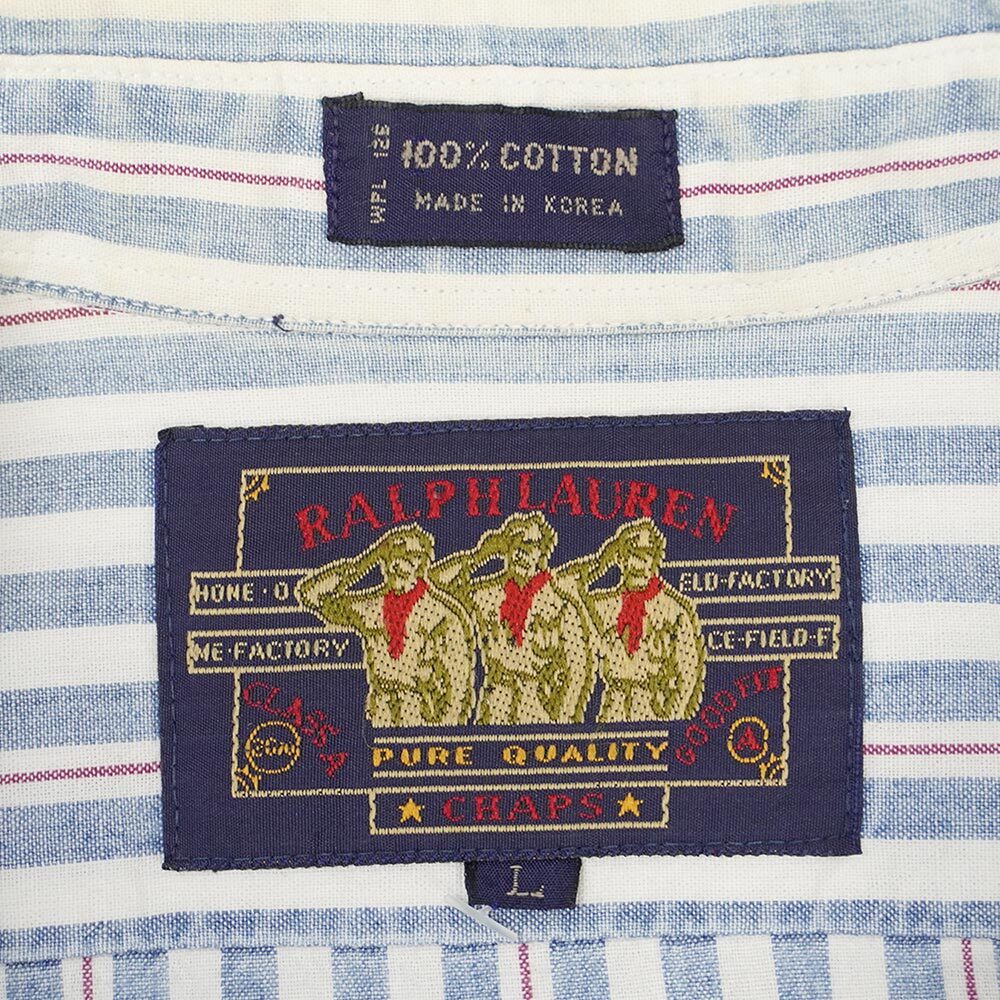 WPL 126
100% COTTON
MADE IN KOREA
RALPH LAUREN
HONE·O
ELD-FACTORY
ME·FACTORY
CE-FIELD-F
CLASS A
GOOD FIT
A
PURE QUALITY
★ CHAPS ★
L